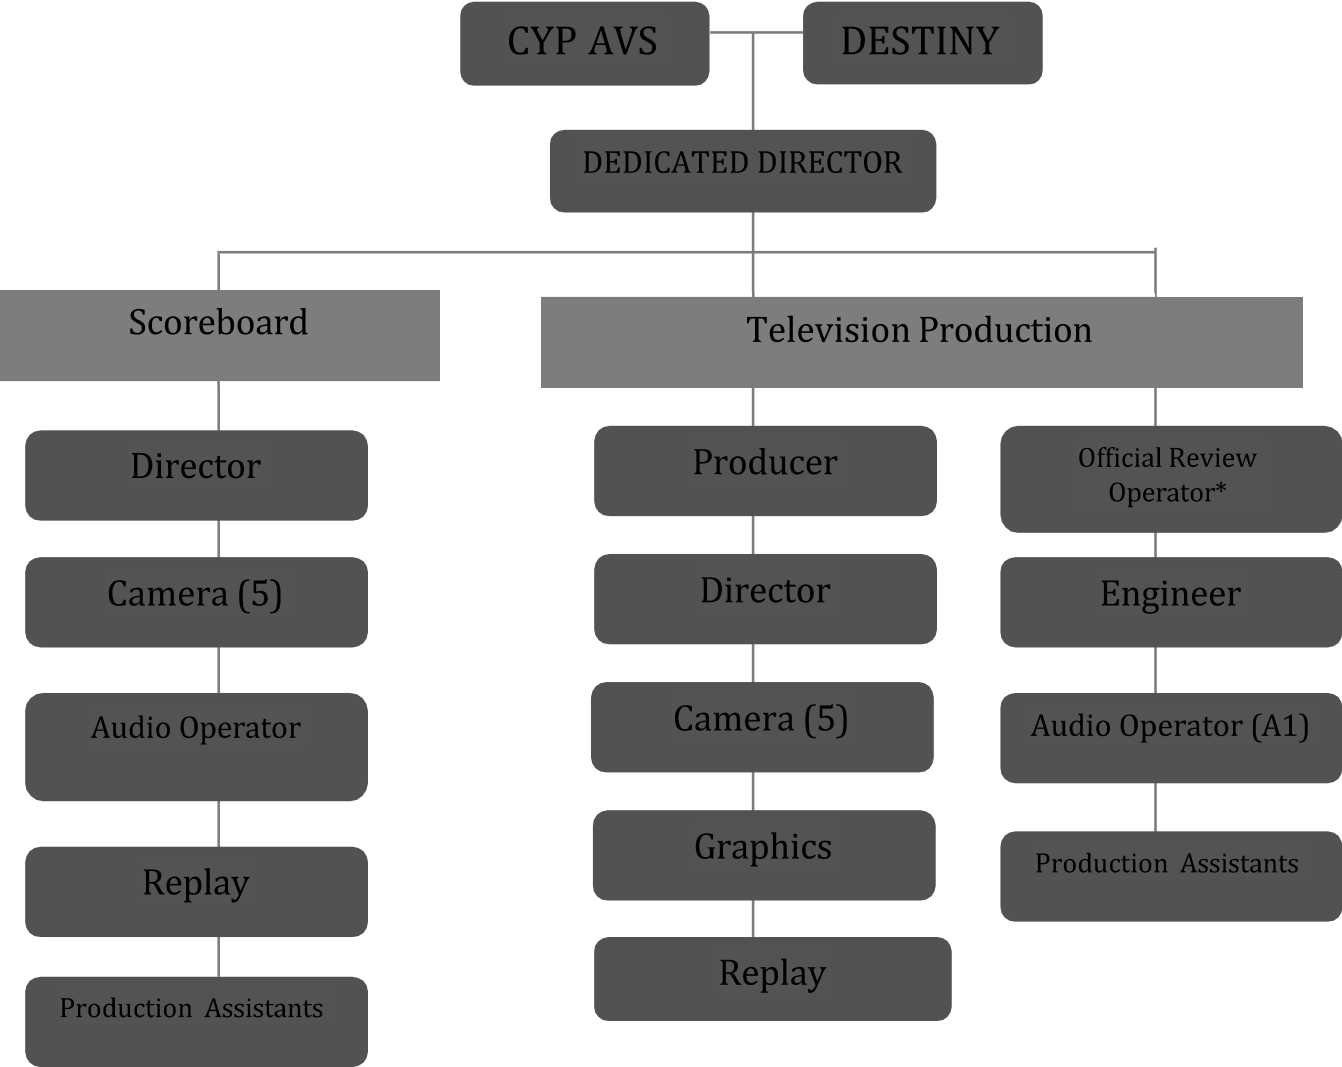 CYP AVS
DESTINY
DEDICATED DIRECTOR
Scoreboard
Director
Camera (5)
Audio Operator
Replay
Production Assistants
Television Production
Producer
Director
Camera (5)
Graphics
Replay
Official Review
Operator*
Engineer
Audio Operator (A1)
Production Assistants